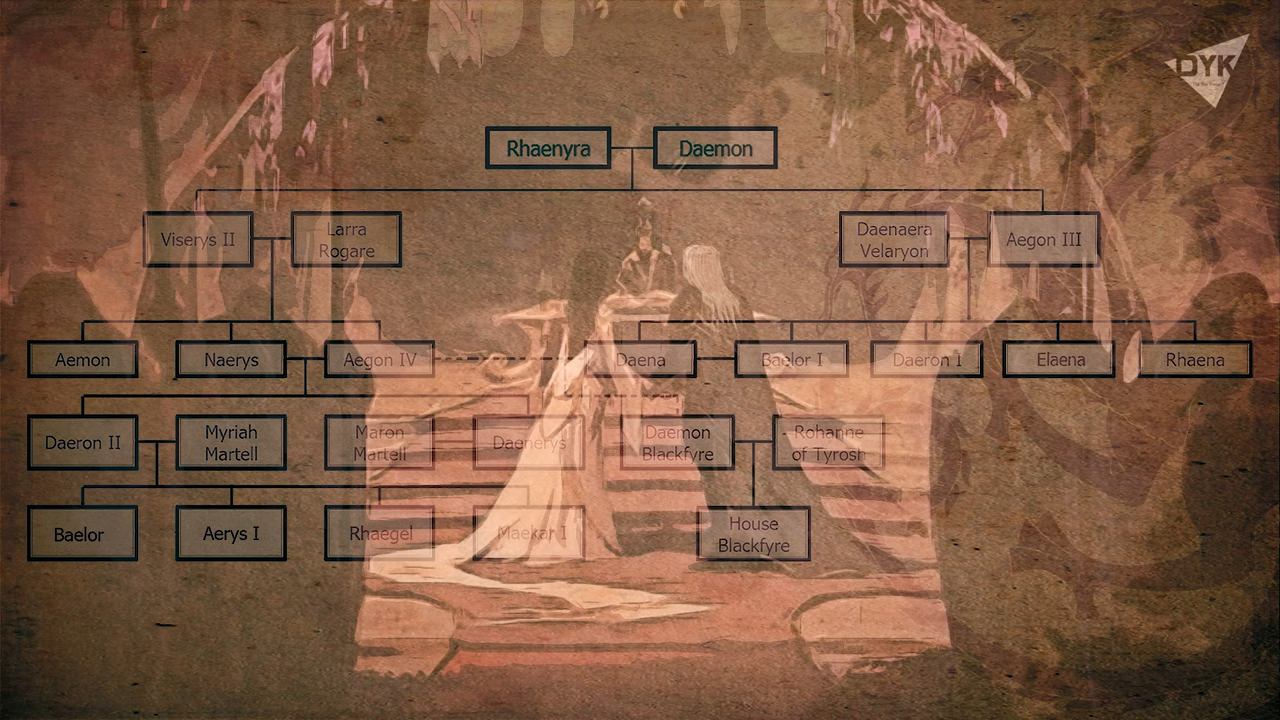 DYK
Rhaenyra
Daemon
Viserys II
Larra
Rogare
Daenaera
Velaryon
Aegon III
Aemon
Naerys
Aegon IV
Daena
Baelor I
Daeron I
Elaena
Rhaena
Daeron II
Myriah
Martell
Maron
Martell
Daenerys
Daemon
Blackfyre
Rohanne
of Tyrosh
Baelor
Aerys I
Rhaegel
Maekar I
House
Blackfyre